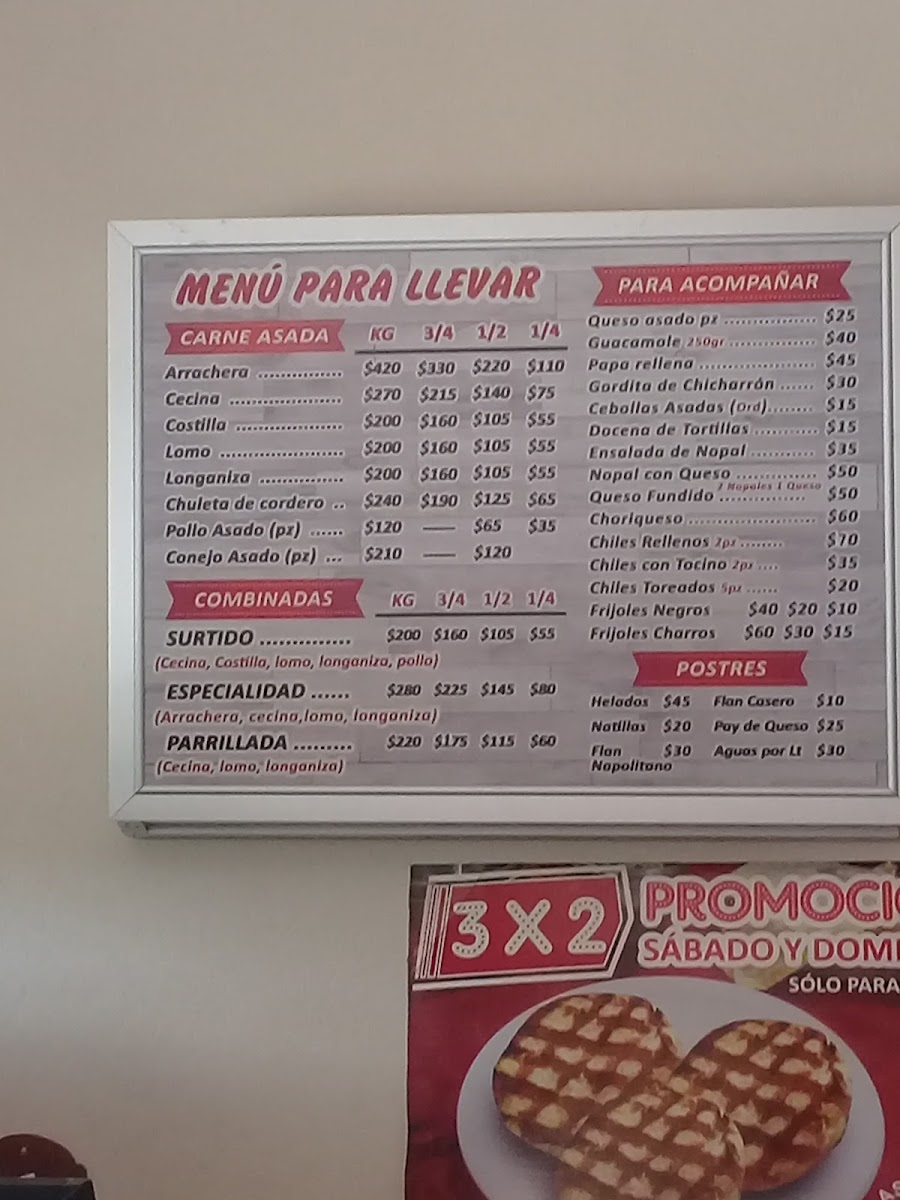 MENÚ PARA LLEVAR
CARNE ASADA KG 3/4 1/2 1/4
Arrachera ............... $420 $330 $220 $110
Cecina .................... $270 $215 $140 $75
Costilla ................... $200 $160 $105 $55
Lomo ...................... $200 $160 $105 $55
Longaniza ............... $200 $160 $105 $55
Chuleta de cordero .. $240 $190 $125 $65
Pollo Asado (pz) ...... $120 —— $65 $35
Conejo Asado (pz) ... $210 —— $120
COMBINADAS KG 3/4 1/2 1/4
SURTIDO .............. $200 $160 $105 $55
(Cecina, Costilla, lomo, longaniza, pollo)
ESPECIALIDAD ...... $280 $225 $145 $80
(Arrachera, cecina,lomo, longaniza)
PARRILLADA ......... $220 $175 $115 $60
(Cecina, lomo, longaniza)
PARA ACOMPAÑAR
Queso asado pz ................ $25
Guacamole 250gr ............... $40
Papa rellena .................... $45
Gordita de Chicharrón ...... $30
Cebollas Asadas (Ord)........ $15
Docena de Tortillas ........... $15
Ensalada de Nopal ........... $35
Nopal con Queso .............. $50
2 Nopales 1 Queso
Queso Fundido ............... $50
Choriqueso ...................... $60
Chiles Rellenos 2pz ........ $70
Chiles con Tocino 2pz .... $35
Chiles Toreados 5pz ...... $20
Frijoles Negros $40 $20 $10
Frijoles Charros $60 $30 $15
POSTRES
Helados $45 Flan Casero $10
Natillas $20 Pay de Queso $25
Flan $30 Aguas por Lt $30
Napolitano
3 X 2
PROMOCIO
SÁBADO Y DOMI
SÓLO PARA